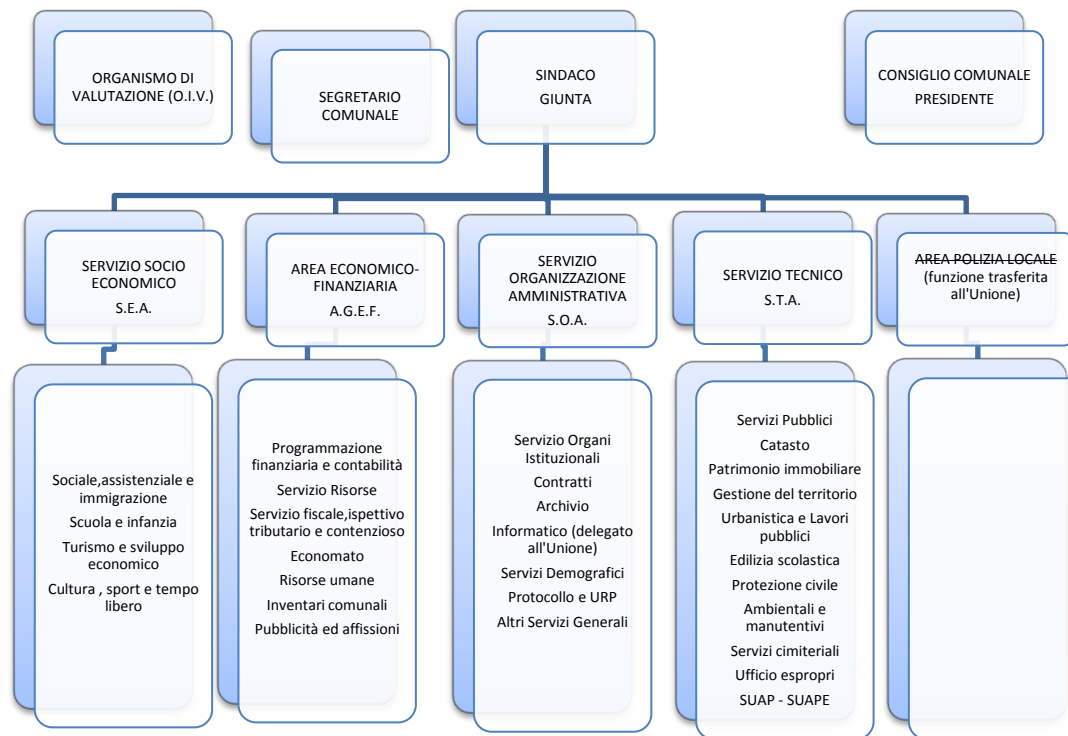 ORGANISMO DI
VALUTAZIONE (O.I.V.)
SEGRETARIO
COMUNALE
SINDACO
GIUNTA
CONSIGLIO COMUNALE
PRESIDENTE
SERVIZIO SOCIO
ECONOMICO
S.E.A.
AREA ECONOMICO-
FINANZIARIA
A.G.E.F.
SERVIZIO
ORGANIZZAZIONE
AMMINISTRATIVA
S.O.A.
SERVIZIO TECNICO
S.T.A.
AREA POLIZIA LOCALE
(funzione trasferita
all'Unione)
Sociale,assistenziale e
immigrazione
Scuola e infanzia
Turismo e sviluppo
economico
Cultura , sport e tempo
libero
Programmazione
finanziaria e contabilità
Servizio Risorse
Servizio fiscale,ispettivo
tributario e contenzioso
Economato
Risorse umane
Inventari comunali
Pubblicità ed affissioni
Servizio Organi
Istituzionali
Contratti
Archivio
Informatico (delegato
all'Unione)
Servizi Demografici
Protocollo e URP
Altri Servizi Generali
Servizi Pubblici
Catasto
Patrimonio immobiliare
Gestione del territorio
Urbanistica e Lavori
pubblici
Edilizia scolastica
Protezione civile
Ambientali e
manutentivi
Servizi cimiteriali
Ufficio espropri
SUAP - SUAPE